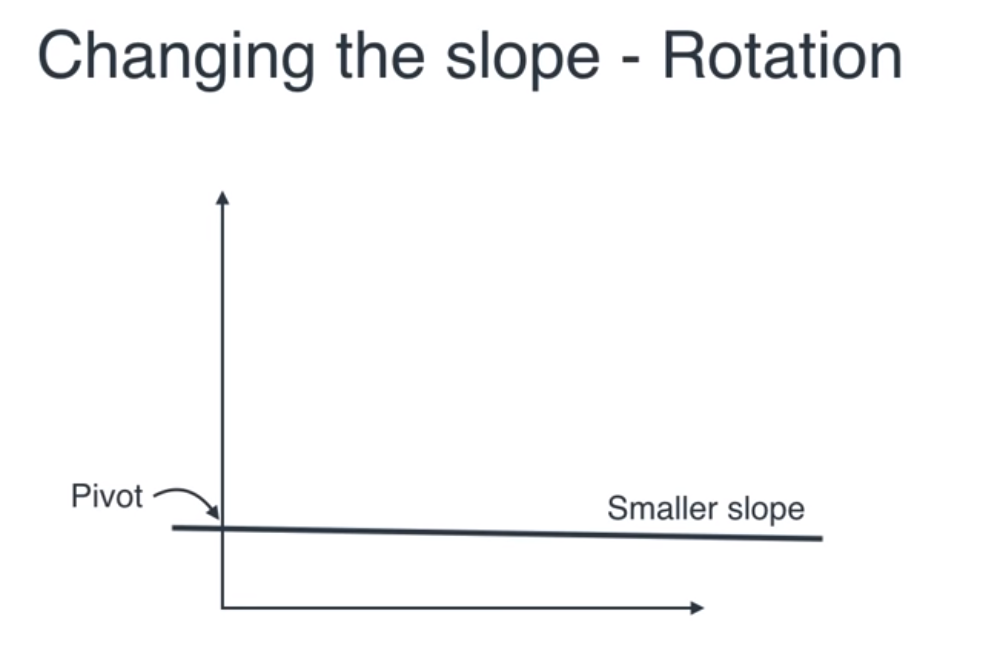 Changing the slope - Rotation
Pivot
Smaller slope